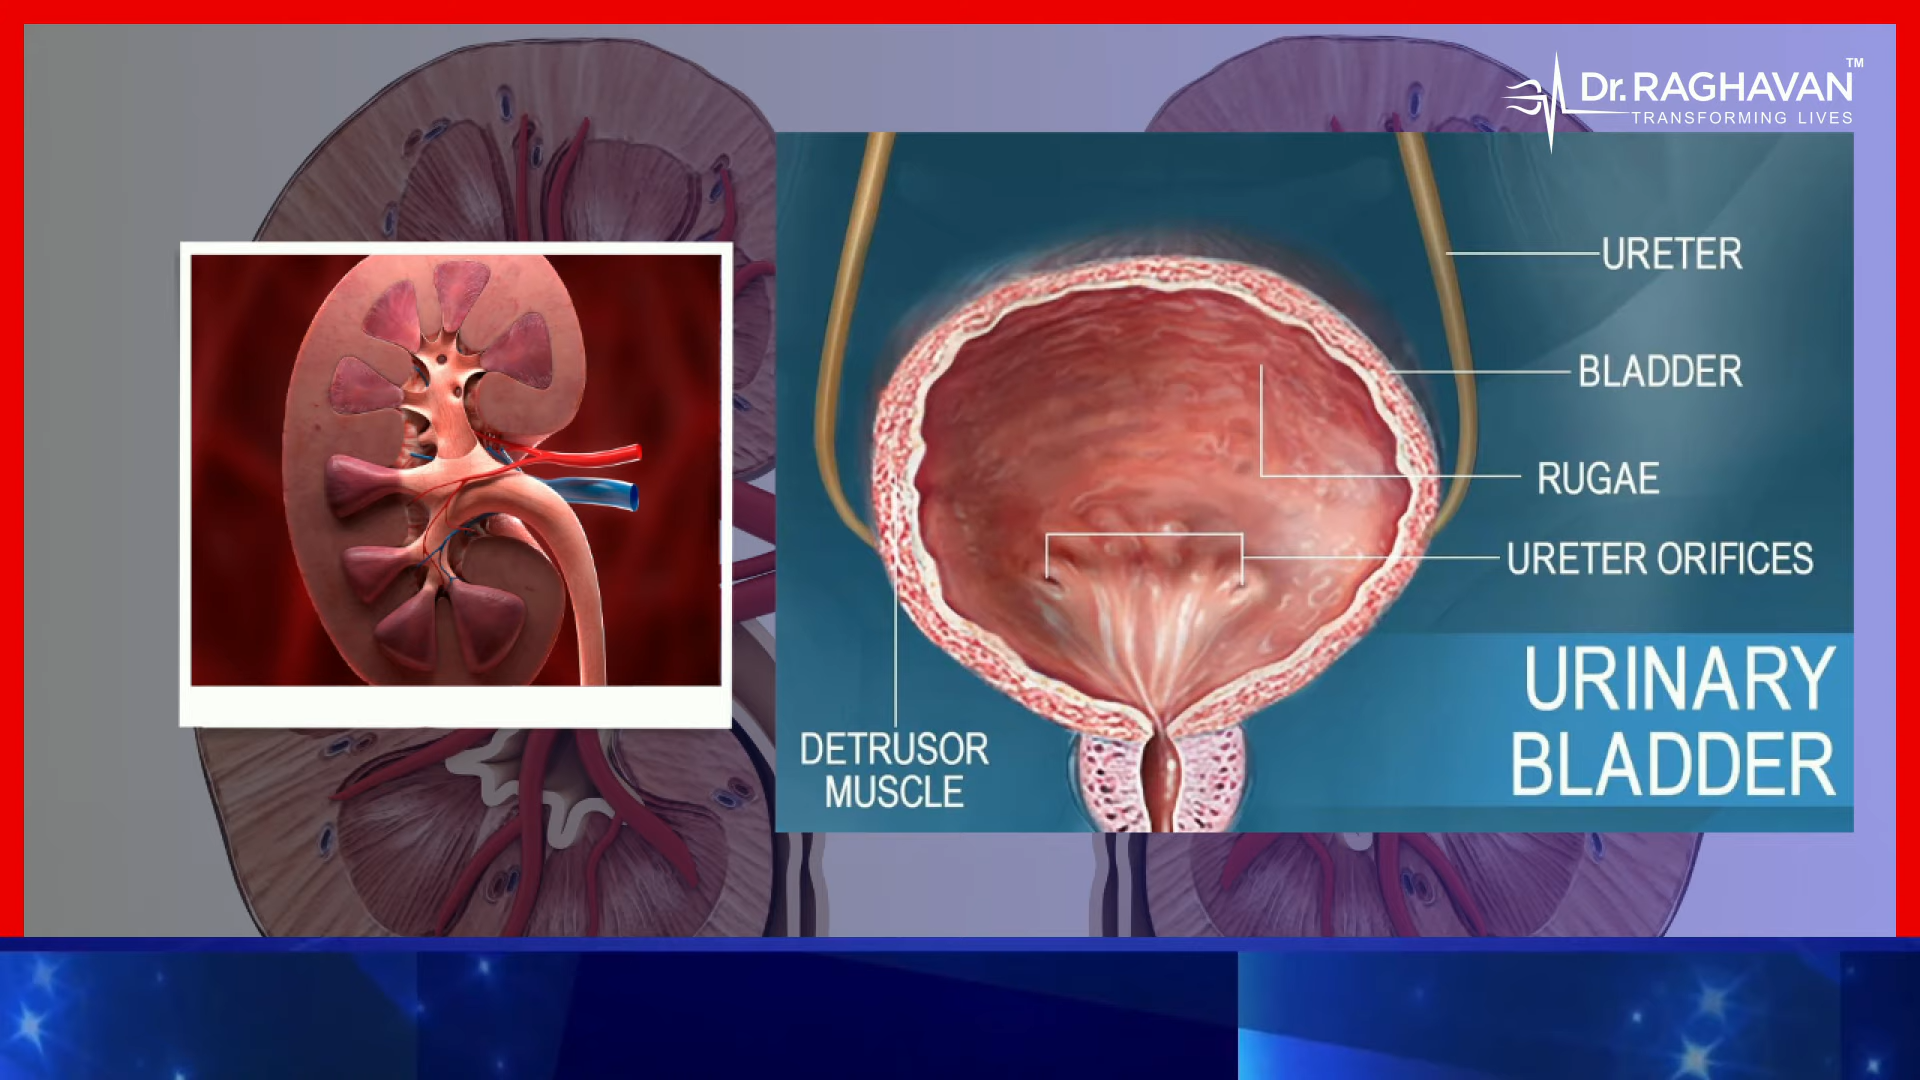 Dr.RAGHAVAN™
TRANSFORMING LIVES
URETER
BLADDER
RUGAE
URETER ORIFICES
DETRUSOR
MUSCLE
URINARY
BLADDER